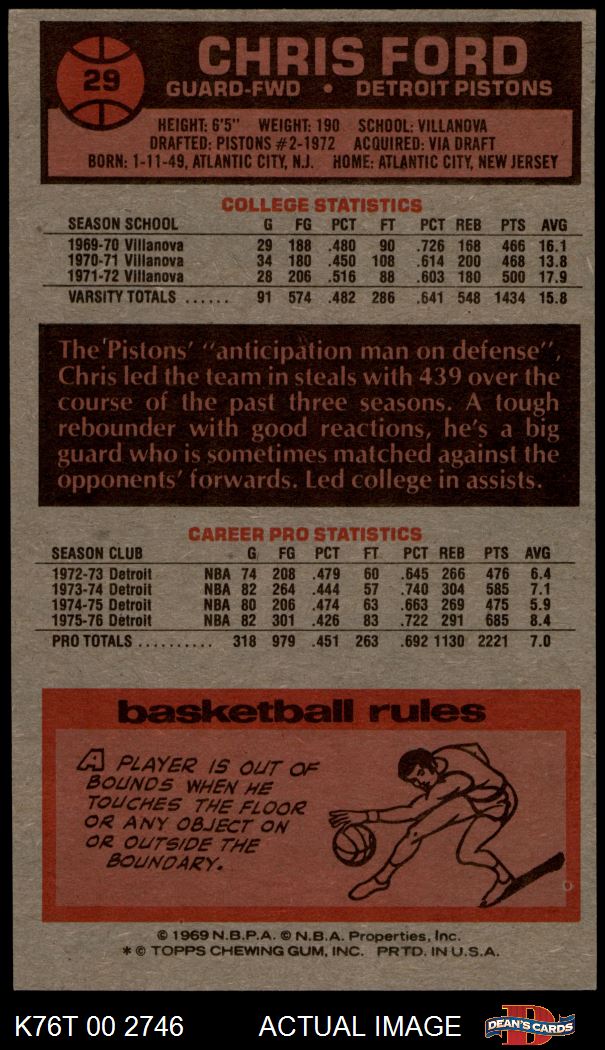 29
CHRIS FORD
GUARD-FWD • DETROIT PISTONS
HEIGHT: 6'5" WEIGHT: 190 SCHOOL: VILLANOVA
DRAFTED: PISTONS #2-1972 ACQUIRED: VIA DRAFT
BORN: 1-11-49, ATLANTIC CITY, N.J. HOME: ATLANTIC CITY, NEW JERSEY
COLLEGE STATISTICS
SEASON SCHOOL G FG PCT FT PCT REB PTS AVG
1969-70 Villanova 29 188 .480 90 .726 168 466 16.1
1970-71 Villanova 34 180 .450 108 .614 200 468 13.8
1971-72 Villanova 28 206 .516 88 .603 180 500 17.9
VARSITY TOTALS ...... 91 574 .482 286 .641 548 1434 15.8
The Pistons' "anticipation man on defense",
Chris led the team in steals with 439 over the
course of the past three seasons. A tough
rebounder with good reactions, he's a big
guard who is sometimes matched against the
opponents' forwards. Led college in assists.
CAREER PRO STATISTICS
SEASON CLUB G FG PCT FT PCT REB PTS AVG
1972-73 Detroit NBA 74 208 .479 60 .645 266 476 6.4
1973-74 Detroit NBA 82 264 .444 57 .740 304 585 7.1
1974-75 Detroit NBA 80 206 .474 63 .663 269 475 5.9
1975-76 Detroit NBA 82 301 .426 83 .722 291 685 8.4
PRO TOTALS .......... 318 979 .451 263 .692 1130 2221 7.0
basketball rules
A PLAYER IS OUT OF
BOUNDS WHEN HE
TOUCHES THE FLOOR
OR ANY OBJECT ON
OR OUTSIDE THE
BOUNDARY.
© 1969 N.B.P.A. © N.B.A. Properties, Inc.
* © TOPPS CHEWING GUM, INC. PRTD. IN U.S.A.
K76T 00 2746 ACTUAL IMAGE
D
DEAN'S CARDS